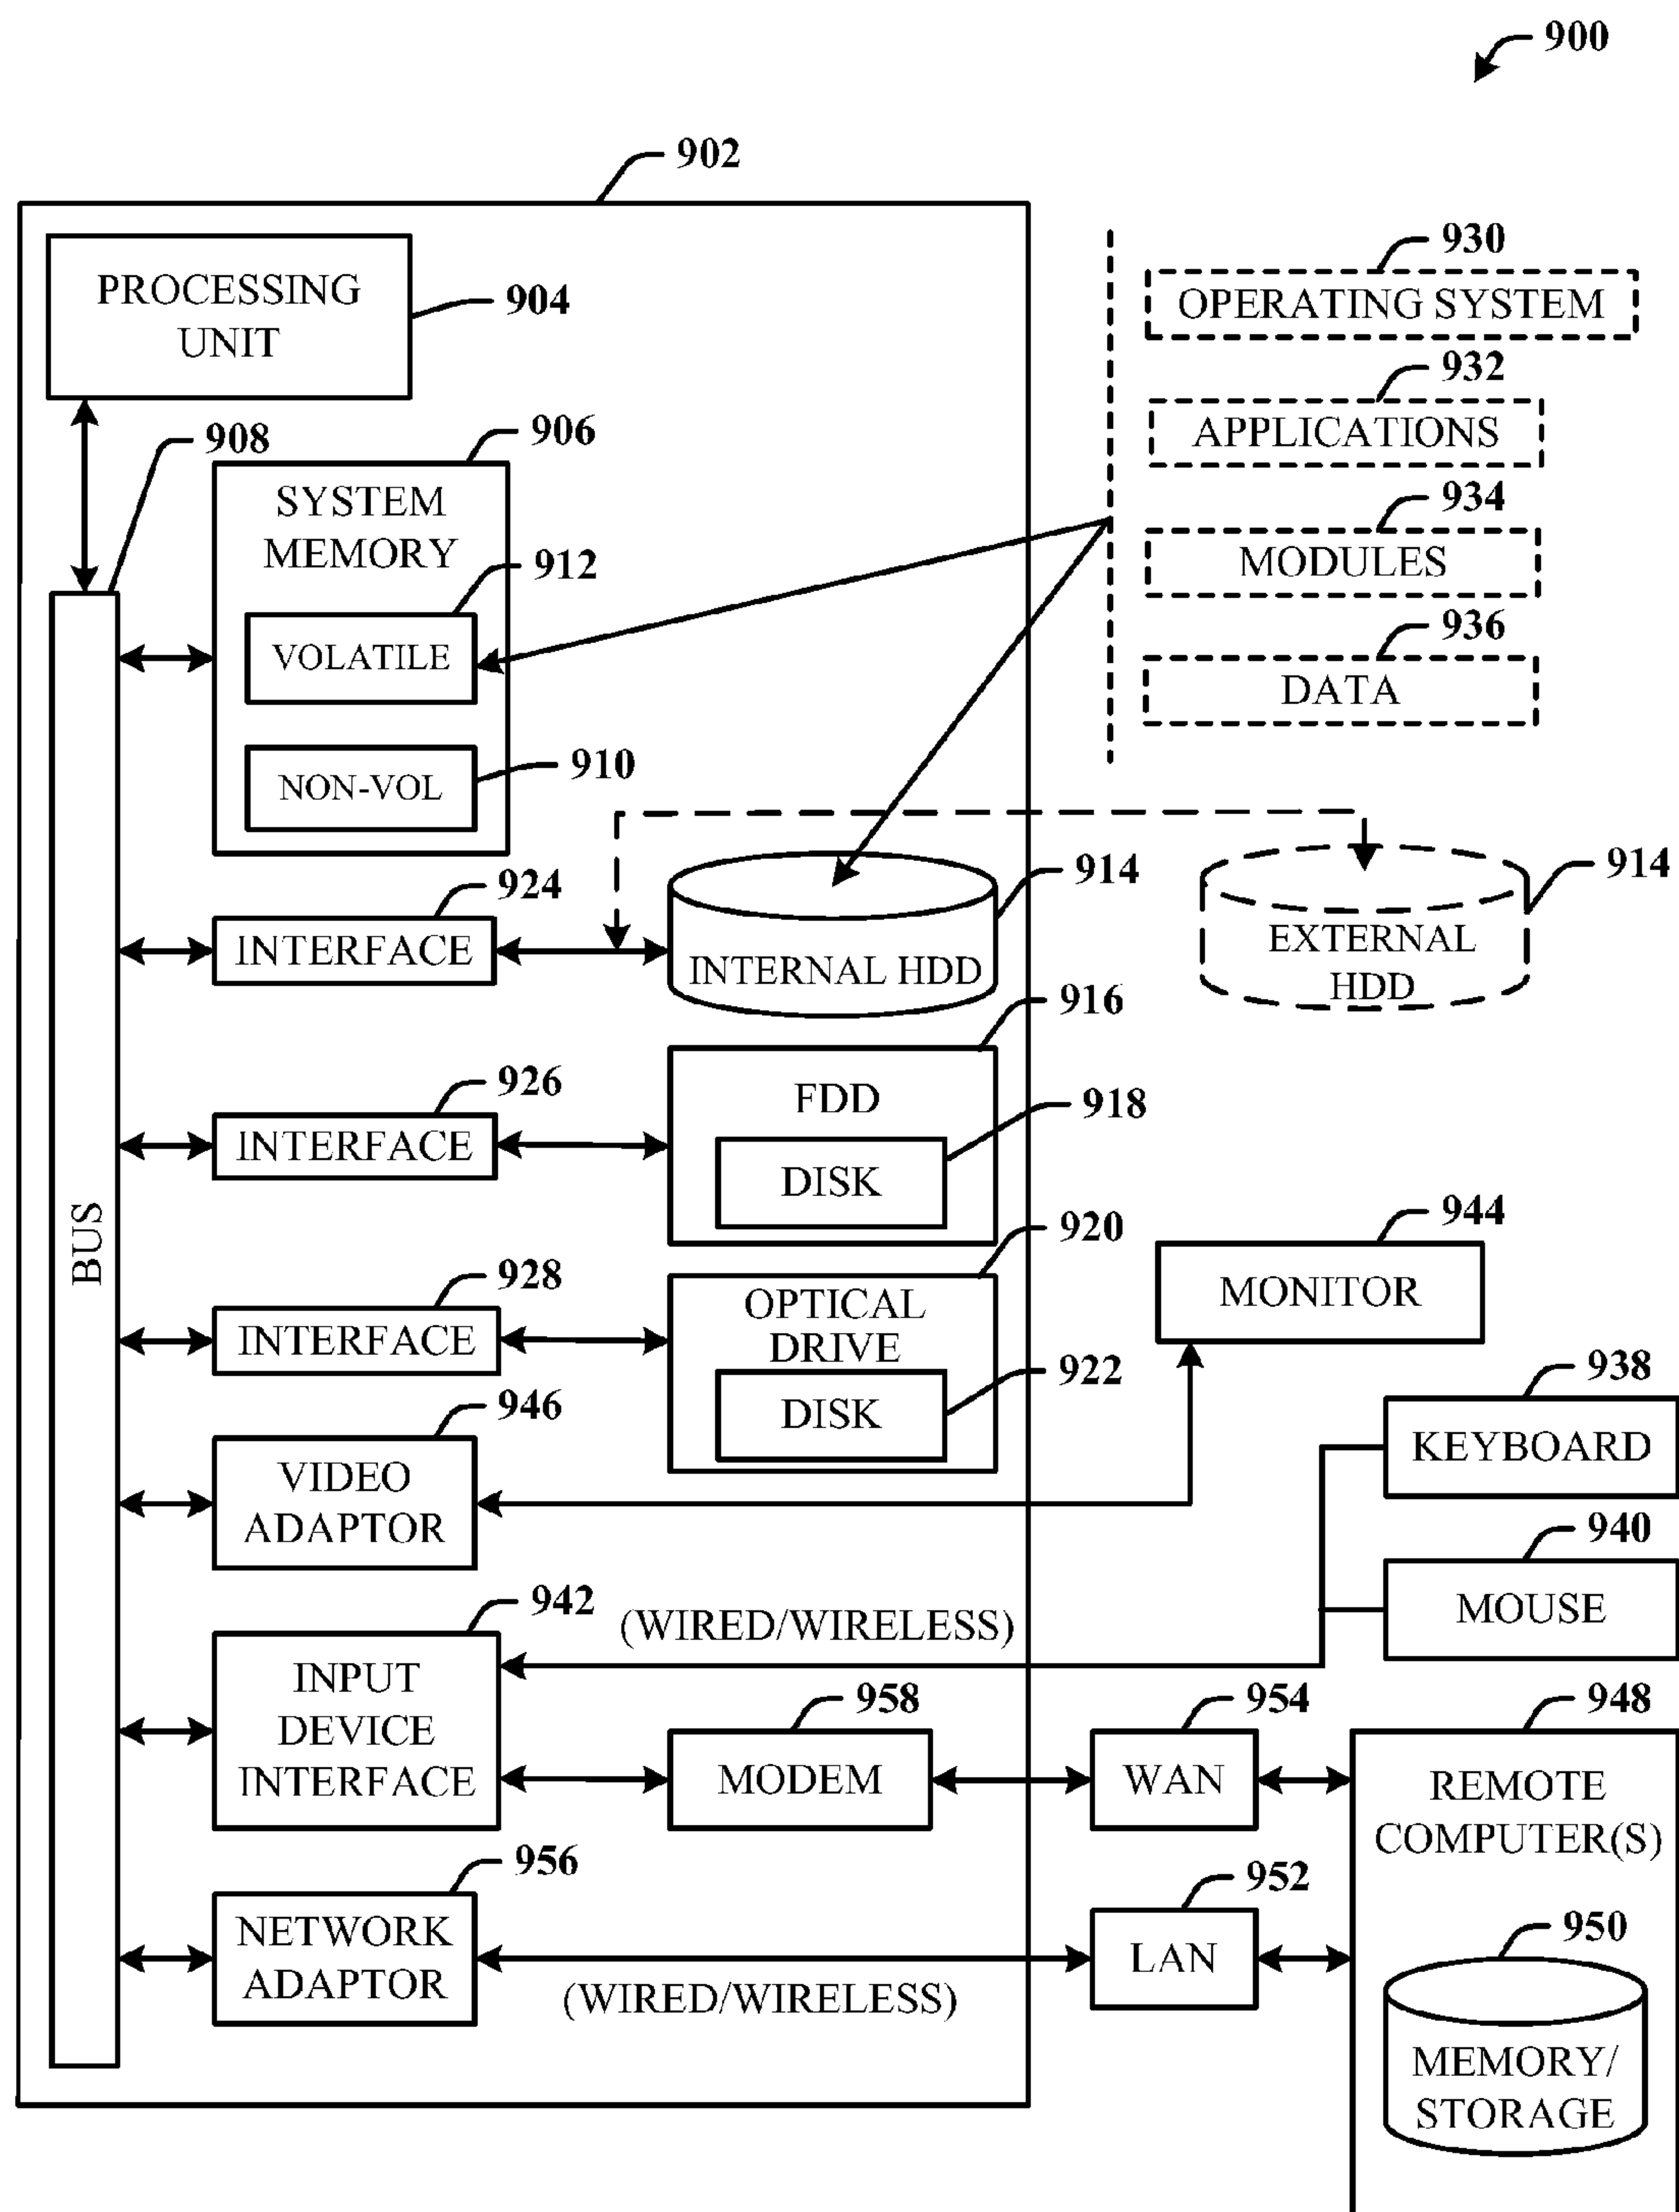 900
902
PROCESSING
UNIT
904
908
906
SYSTEM
MEMORY
912
VOLATILE
910
NON-VOL
930
OPERATING SYSTEM
932
APPLICATIONS
934
MODULES
936
DATA
BUS
924
INTERFACE
914
INTERNAL HDD
914
EXTERNAL
HDD
926
INTERFACE
916
FDD
918
DISK
928
INTERFACE
920
OPTICAL
DRIVE
922
DISK
944
MONITOR
946
VIDEO
ADAPTOR
938
KEYBOARD
940
MOUSE
942
INPUT
DEVICE
INTERFACE
(WIRED/WIRELESS)
958
MODEM
954
WAN
948
REMOTE
COMPUTER(S)
956
NETWORK
ADAPTOR
(WIRED/WIRELESS)
952
LAN
950
MEMORY/
STORAGE